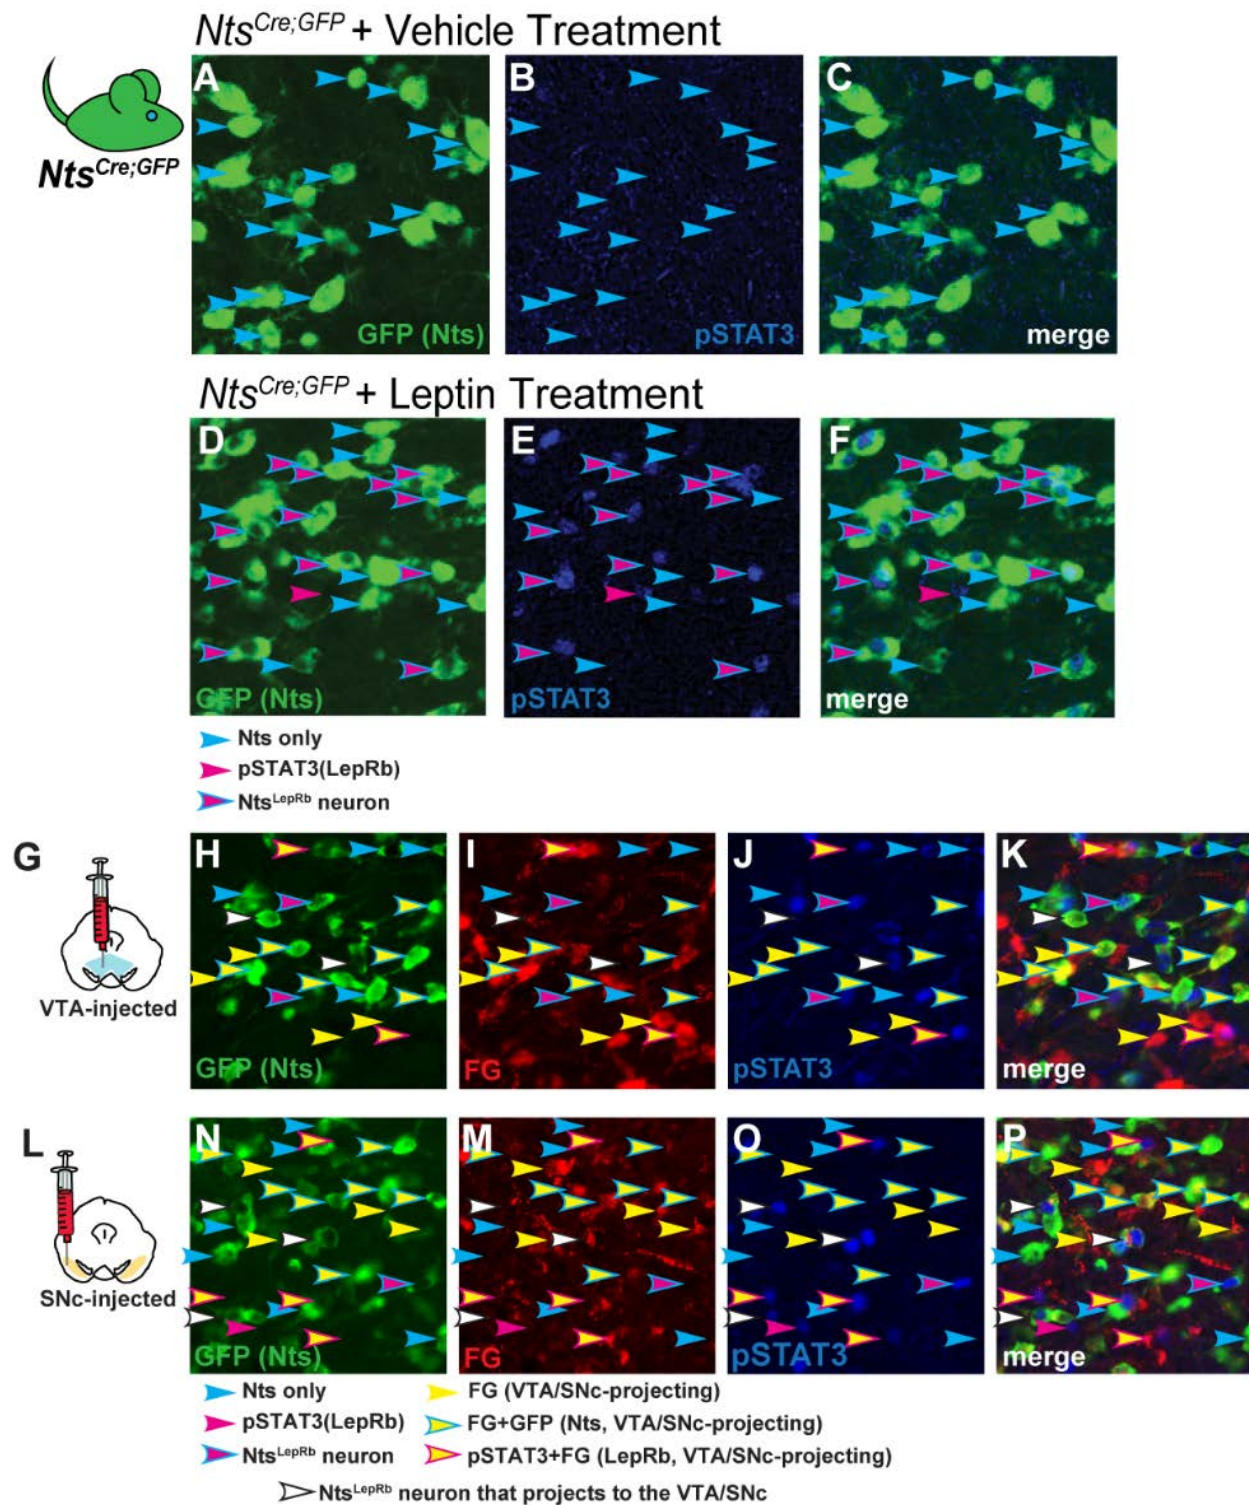 Nts^Cre;GFP + Vehicle Treatment
A
B
C
Nts^Cre;GFP
GFP (Nts)
pSTAT3
merge
Nts^Cre;GFP + Leptin Treatment
D
E
F
GFP (Nts)
pSTAT3
merge
Nts only
pSTAT3(LepRb)
Nts^LepRb neuron
G
H
I
J
K
VTA-injected
GFP (Nts)
FG
pSTAT3
merge
L
N
M
O
P
SNc-injected
GFP (Nts)
FG
pSTAT3
merge
Nts only
FG (VTA/SNc-projecting)
pSTAT3(LepRb)
FG+GFP (Nts, VTA/SNc-projecting)
Nts^LepRb neuron
pSTAT3+FG (LepRb, VTA/SNc-projecting)
Nts^LepRb neuron that projects to the VTA/SNc